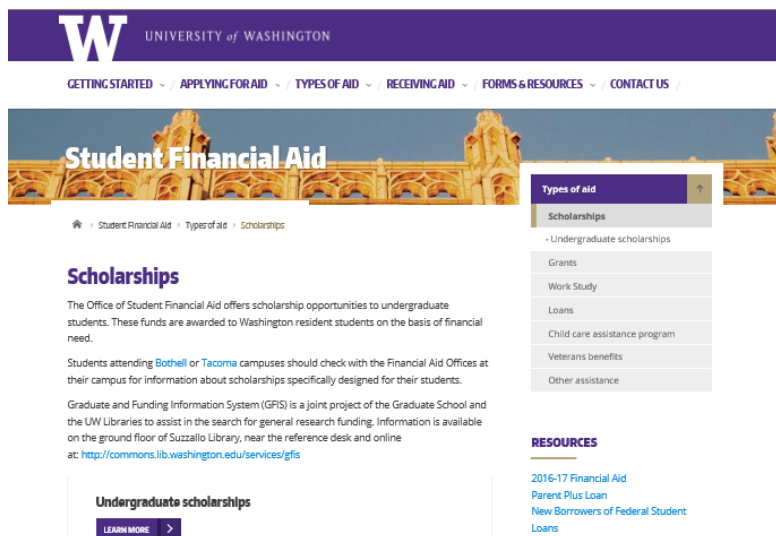 W UNIVERSITY of WASHINGTON
GETTING STARTED / APPLYING FOR AID / TYPES OF AID / RECEIVING AID / FORMS & RESOURCES / CONTACT US /
Student Financial Aid
Student Financial Aid › Types of aid › Scholarships
Scholarships
The Office of Student Financial Aid offers scholarship opportunities to undergraduate
students. These funds are awarded to Washington resident students on the basis of financial
need.
Students attending Bothell or Tacoma campuses should check with the Financial Aid Offices at
their campus for information about scholarships specifically designed for their students.
Graduate and Funding Information System (GFIS) is a joint project of the Graduate School and
the UW Libraries to assist in the search for general research funding. Information is available
on the ground floor of Suzzallo Library, near the reference desk and online
at: http://commons.lib.washington.edu/services/gfis
Undergraduate scholarships
LEARN MORE
Types of aid
Scholarships
- Undergraduate scholarships
Grants
Work Study
Loans
Child care assistance program
Veterans benefits
Other assistance
RESOURCES
2016-17 Financial Aid
Parent Plus Loan
New Borrowers of Federal Student
Loans